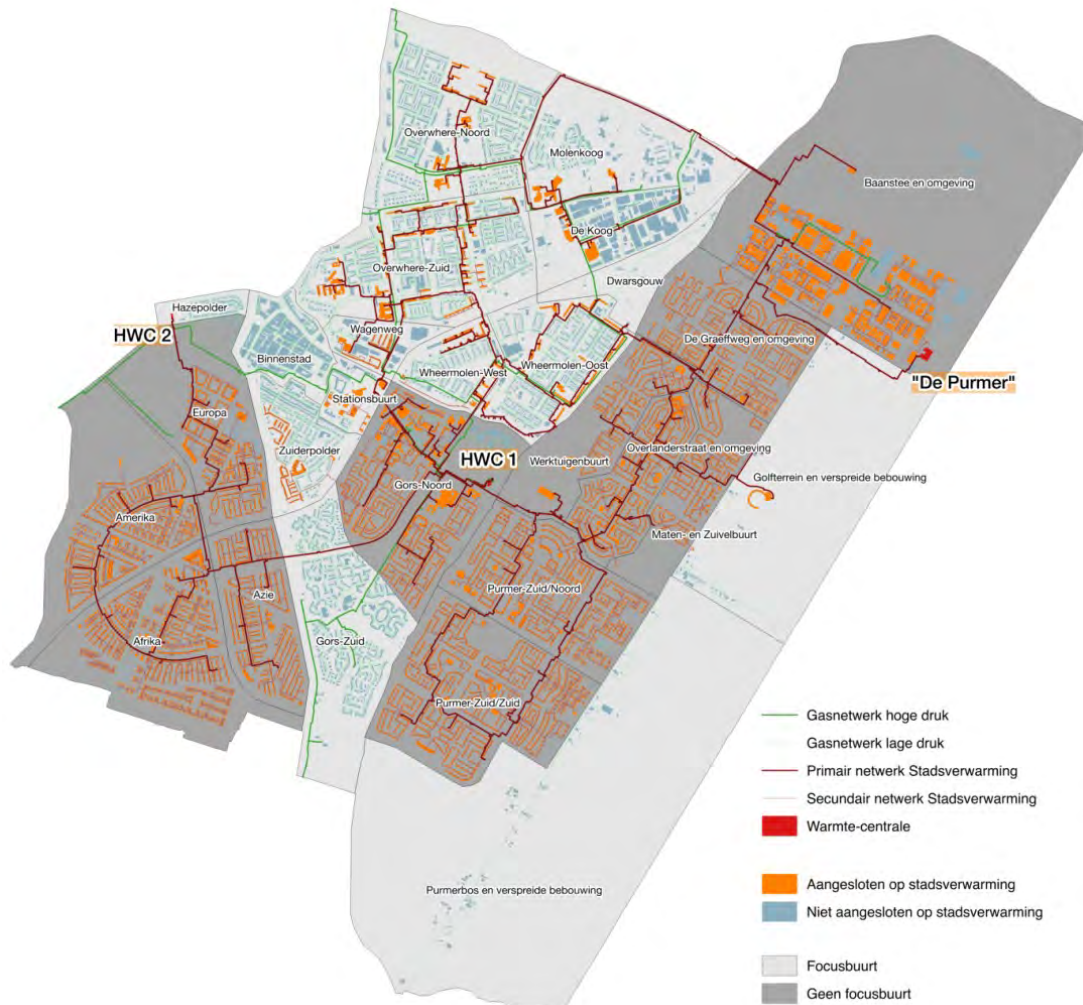 Overwhere-Noord
Molenkoog
Baanstee en omgeving
De Koog
Overwhere-Zuid
Dwarsgouw
Hazepolder
HWC 2
Wagenweg
De Graeffweg en omgeving
Binnenstad
Wheermolen-West
Wheermolen-Oost
"De Purmer"
Stationsbuurt
Europa
Zuiderpolder
Overlanderstraat en omgeving
HWC 1
Werktuigenbuurt
Golfterrein en verspreide bebouwing
Gors-Noord
Amerika
Maten- en Zuivelbuurt
Purmer-Zuid/Noord
Azie
Afrika
Gors-Zuid
Purmer-Zuid/Zuid
Purmerbos en verspreide bebouwing
Gasnetwerk hoge druk
Gasnetwerk lage druk
Primair netwerk Stadsverwarming
Secundair netwerk Stadsverwarming
Warmte-centrale
Aangesloten op stadsverwarming
Niet aangesloten op stadsverwarming
Focusbuurt
Geen focusbuurt